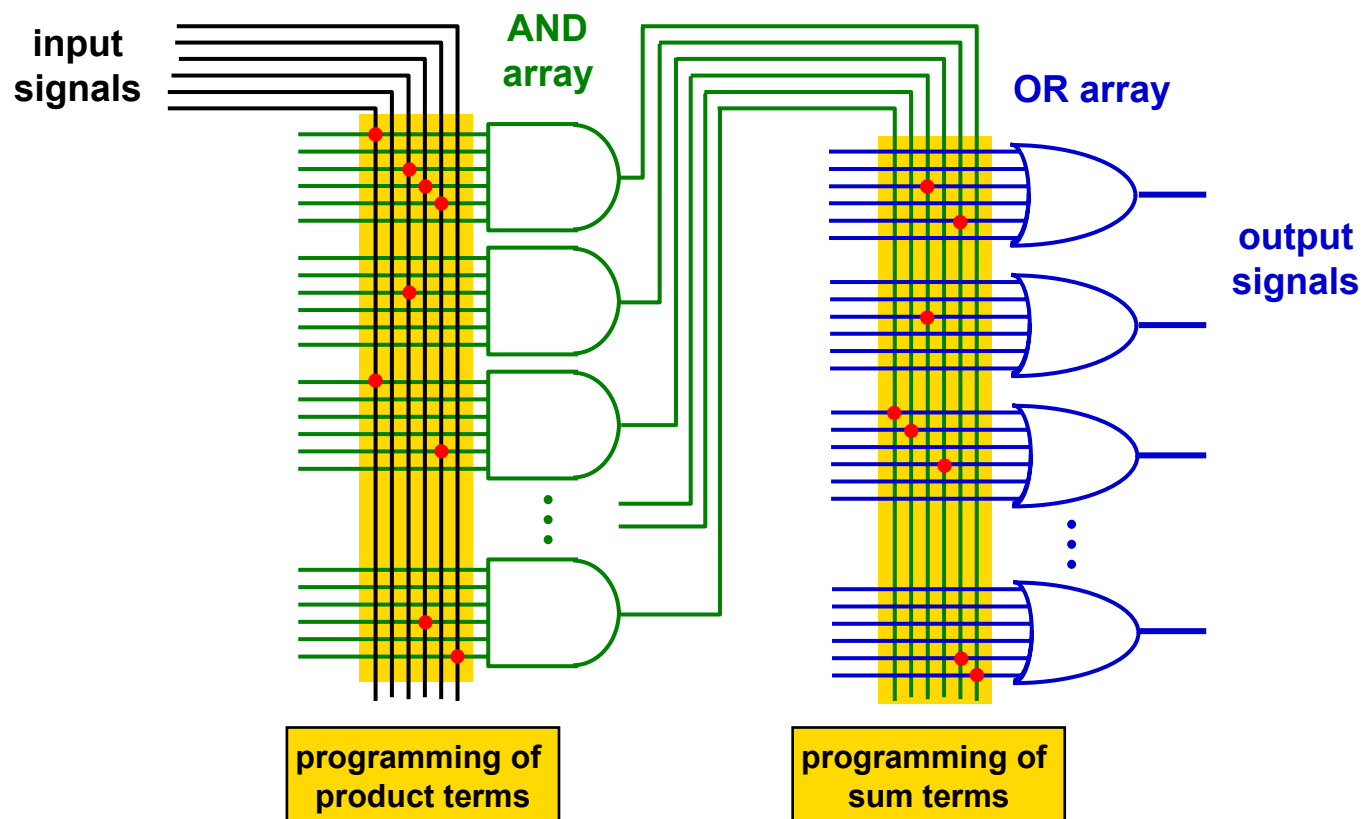 input
signals
AND
array
OR array
output
signals
programming of
product terms
programming of
sum terms